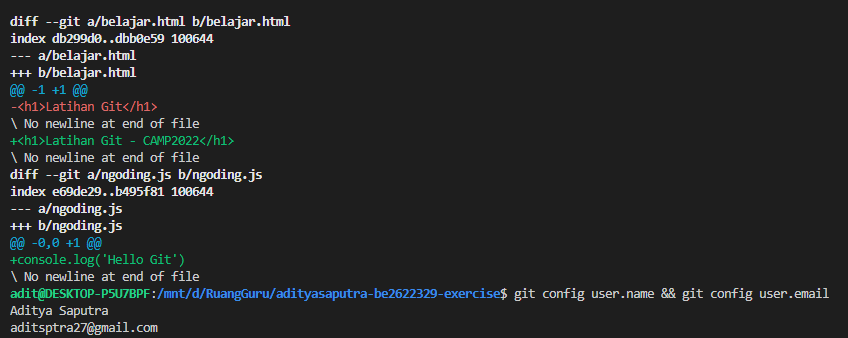 diff --git a/belajar.html b/belajar.html
index db299d0..dbb0e59 100644
--- a/belajar.html
+++ b/belajar.html
@@ -1 +1 @@
-<h1>Latihan Git</h1>
\ No newline at end of file
+<h1>Latihan Git - CAMP2022</h1>
\ No newline at end of file
diff --git a/ngoding.js b/ngoding.js
index e69de29..b495f81 100644
--- a/ngoding.js
+++ b/ngoding.js
@@ -0,0 +1 @@
+console.log('Hello Git')
\ No newline at end of file
adit@DESKTOP-P5U7BPF:/mnt/d/RuangGuru/adityasaputra-be2622329-exercise$ git config user.name && git config user.email
Aditya Saputra
aditsptra27@gmail.com